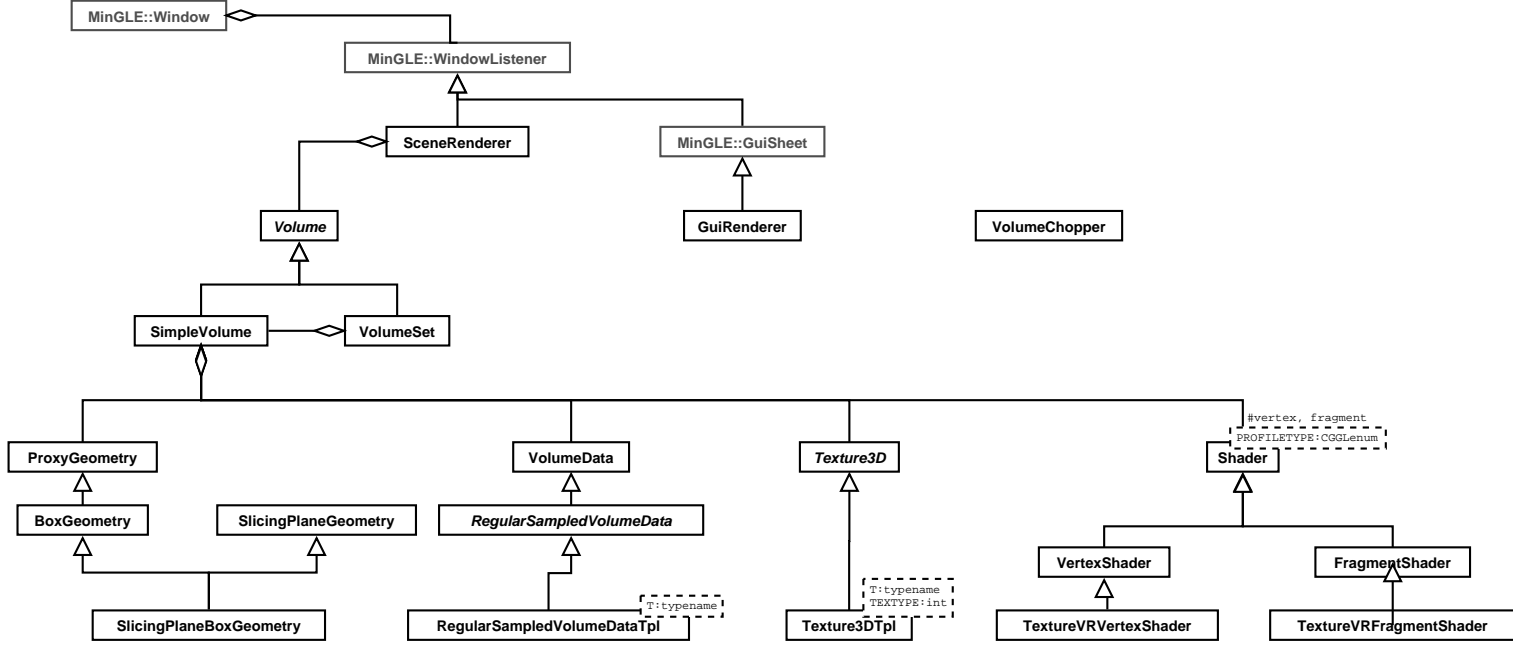 MinGLE::Window
MinGLE::WindowListener
SceneRenderer
MinGLE::GuiSheet
Volume
GuiRenderer
VolumeChopper
SimpleVolume
VolumeSet
#vertex, fragment
PROFILETYPE:CGGLenum
ProxyGeometry
VolumeData
Texture3D
Shader
BoxGeometry
SlicingPlaneGeometry
RegularSampledVolumeData
VertexShader
FragmentShader
T:typename
TEXTYPE:int
T:typename
SlicingPlaneBoxGeometry
RegularSampledVolumeDataTpl
Texture3DTpl
TextureVRVertexShader
TextureVRFragmentShader